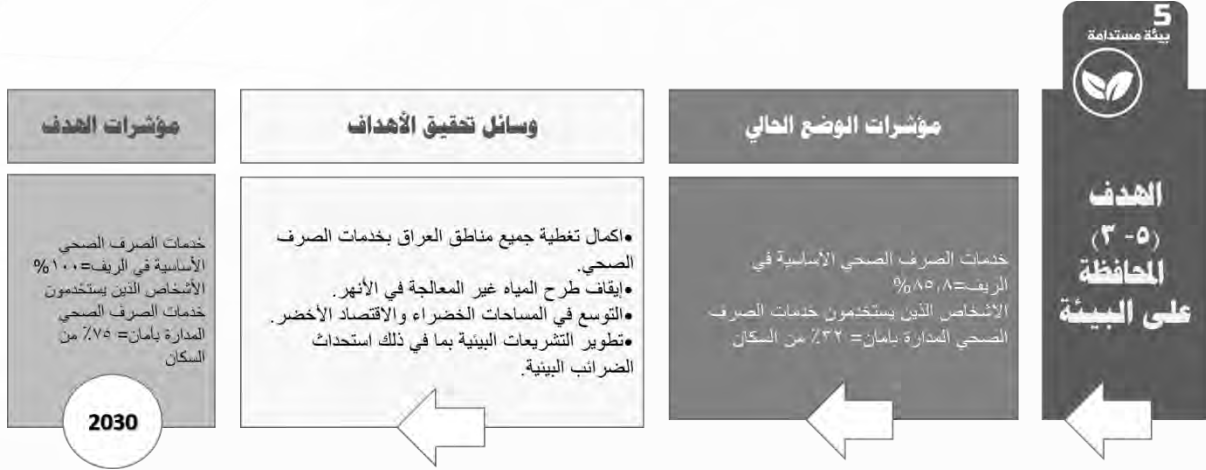 5
بيئة مستدامة
الهدف
(٥- ٣)
المحافظة
على البيئة
مؤشرات الوضع الحالي
خدمات الصرف الصحي الأساسية في
الريف=٨٥,٨%
الاشخاص الذين يستخدمون خدمات الصرف
الصحي المدارة بأمان= ٣٢٪ من السكان
وسائل تحقيق الأهداف
•اكمال تغطية جميع مناطق العراق بخدمات الصرف
الصحي.
•إيقاف طرح المياه غير المعالجة في الأنهر.
•التوسع في المساحات الخضراء والاقتصاد الأخضر.
•تطوير التشريعات البيئية بما في ذلك استحداث
الضرائب البيئية.
مؤشرات الهدف
خدمات الصرف الصحي
الأساسية في الريف=١٠٠%
الأشخاص الذين يستخدمون
خدمات الصرف الصحي
المدارة بأمان= ٧٥٪ من
السكان
2030